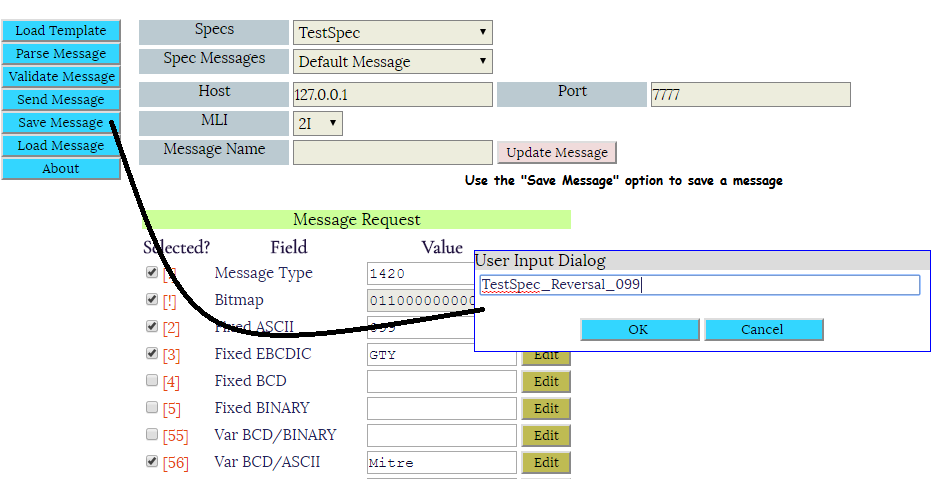 Load Template
Parse Message
Validate Message
Send Message
Save Message
Load Message
About
Specs TestSpec
Spec Messages Default Message
Host 127.0.0.1 Port 7777
MLI 2I
Message Name Update Message
Use the "Save Message" option to save a message
Message Request
Selected? Field Value
Message Type 1420
[!] Bitmap 011000000000
[2] Fixed ASCII
[3] Fixed EBCDIC GTY Edit
[4] Fixed BCD Edit
[5] Fixed BINARY Edit
[55] Var BCD/BINARY Edit
[56] Var BCD/ASCII Mitre Edit
User Input Dialog
TestSpec_Reversal_099
OK Cancel